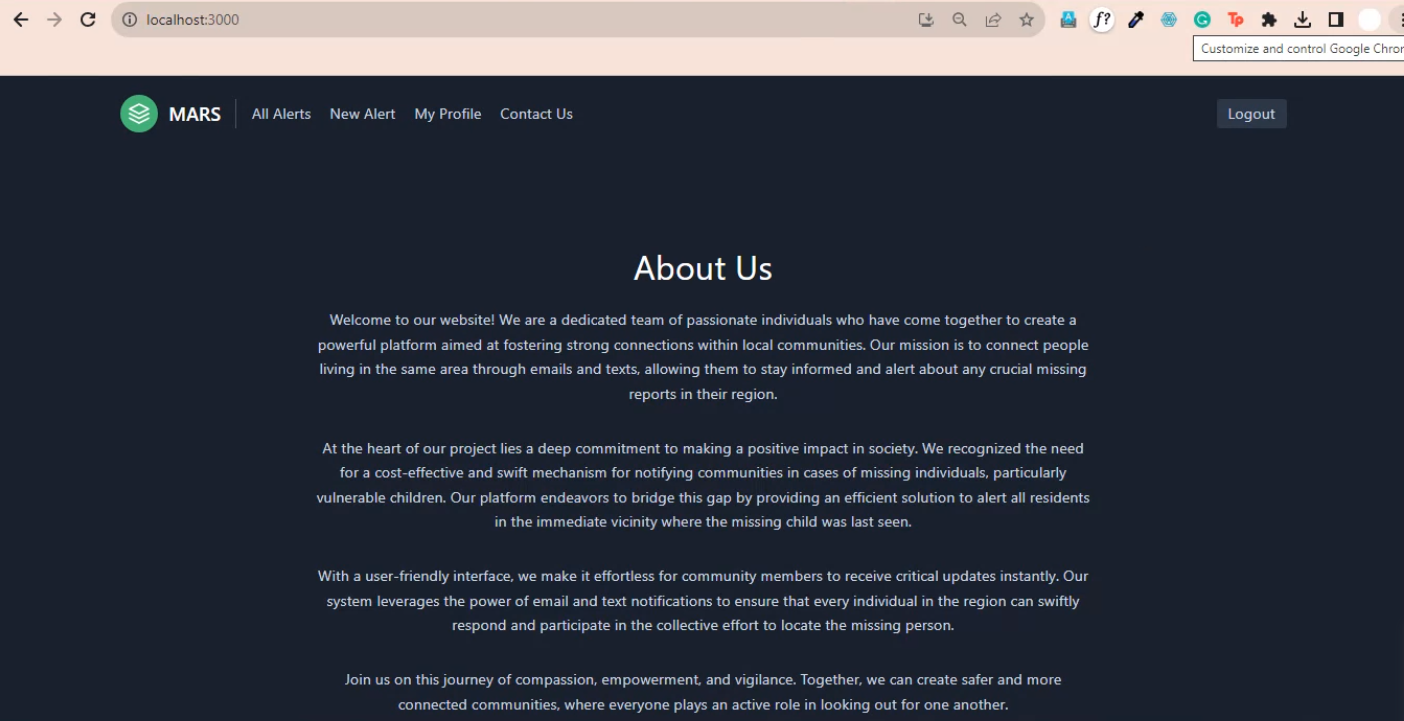 localhost:3000
f?
Tp
Customize and control Google Chror
MARS
All Alerts
New Alert
My Profile
Contact Us
Logout
About Us
Welcome to our website! We are a dedicated team of passionate individuals who have come together to create a
powerful platform aimed at fostering strong connections within local communities. Our mission is to connect people
living in the same area through emails and texts, allowing them to stay informed and alert about any crucial missing
reports in their region.
At the heart of our project lies a deep commitment to making a positive impact in society. We recognized the need
for a cost-effective and swift mechanism for notifying communities in cases of missing individuals, particularly
vulnerable children. Our platform endeavors to bridge this gap by providing an efficient solution to alert all residents
in the immediate vicinity where the missing child was last seen.
With a user-friendly interface, we make it effortless for community members to receive critical updates instantly. Our
system leverages the power of email and text notifications to ensure that every individual in the region can swiftly
respond and participate in the collective effort to locate the missing person.
Join us on this journey of compassion, empowerment, and vigilance. Together, we can create safer and more
connected communities, where everyone plays an active role in looking out for one another.